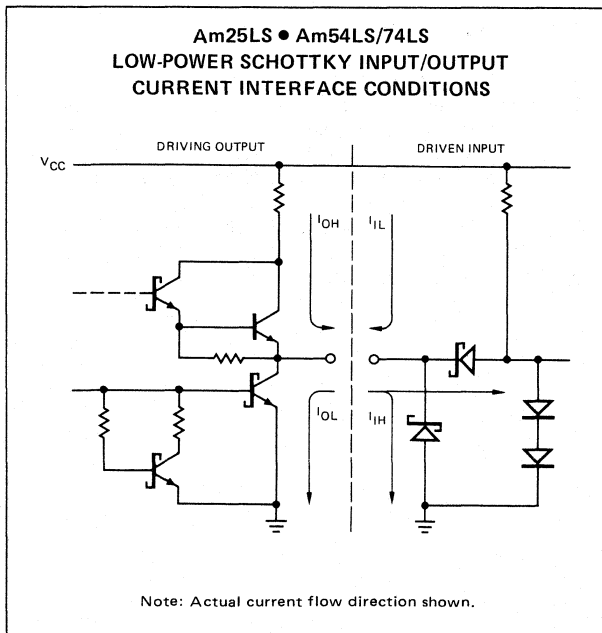 Am25LS ● Am54LS/74LS
LOW-POWER SCHOTTKY INPUT/OUTPUT
CURRENT INTERFACE CONDITIONS
DRIVING OUTPUT
DRIVEN INPUT
VCC
IOH
IIL
IOL
IIH
Note: Actual current flow direction shown.